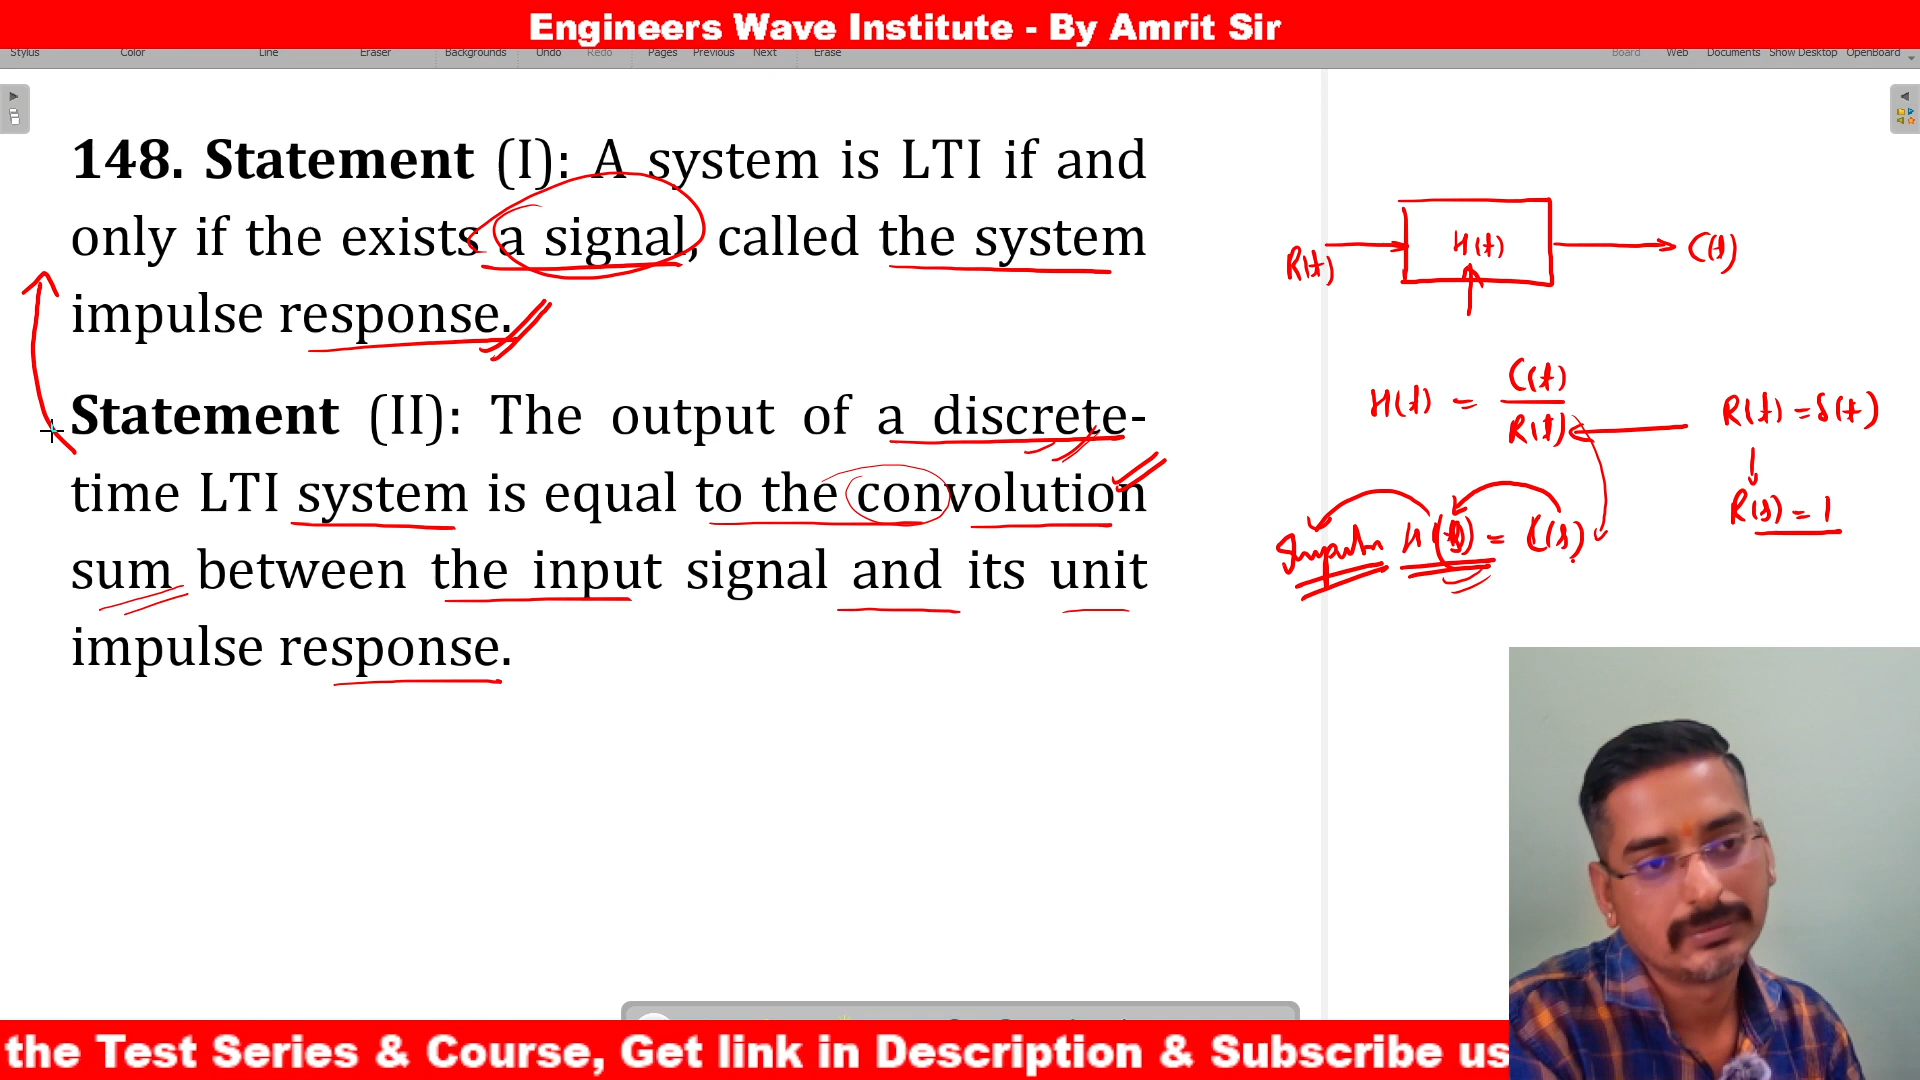 Engineers Wave Institute - By Amrit Sir
Stylus Color Line Eraser Backgrounds Undo Redo Pages Previous Next Erase Board Web Documents Show Desktop OpenBoard
148. Statement (I): A system is LTI if and
only if the exists a signal, called the system
impulse response.
Statement (II): The output of a discrete-
time LTI system is equal to the convolution
sum between the input signal and its unit
impulse response.
R(t) H(t) C(t)
H(t) = C(t) / R(t)
R(t) = δ(t)
R(s) = 1
= C(s)
the Test Series & Course, Get link in Description & Subscribe us